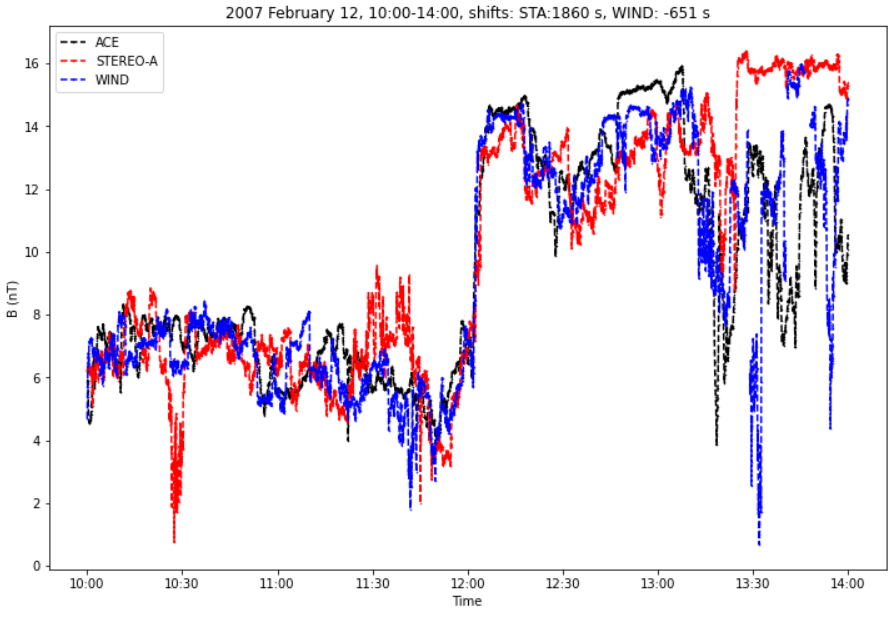 2007 February 12, 10:00-14:00, shifts: STA:1860 s, WIND: -651 s
ACE
STEREO-A
WIND
16
14
12
10
8
6
4
2
0
B (nT)
10:00 10:30 11:00 11:30 12:00 12:30 13:00 13:30 14:00
Time